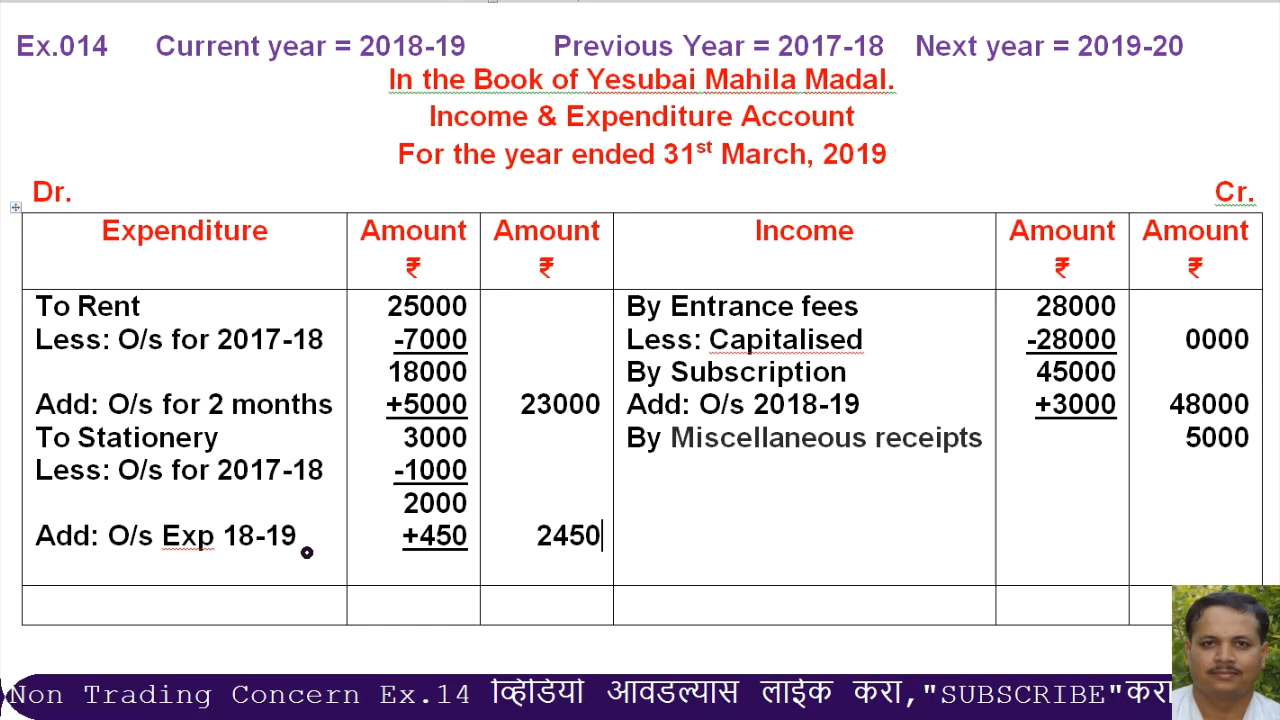 Ex.014 Current year = 2018-19 Previous Year = 2017-18 Next year = 2019-20
In the Book of Yesubai Mahila Madal.
Income & Expenditure Account
For the year ended 31st March, 2019
Dr. Cr.
Expenditure Amount ₹ Amount ₹ Income Amount ₹ Amount ₹
To Rent 25000 By Entrance fees 28000
Less: O/s for 2017-18 -7000 Less: Capitalised -28000 0000
18000 By Subscription 45000
Add: O/s for 2 months +5000 23000 Add: O/s 2018-19 +3000 48000
To Stationery 3000 By Miscellaneous receipts 5000
Less: O/s for 2017-18 -1000
2000
Add: O/s Exp 18-19 +450 2450
Non Trading Concern Ex.14 व्हिडियो आवडल्यास लाईक करा,"SUBSCRIBE"करा